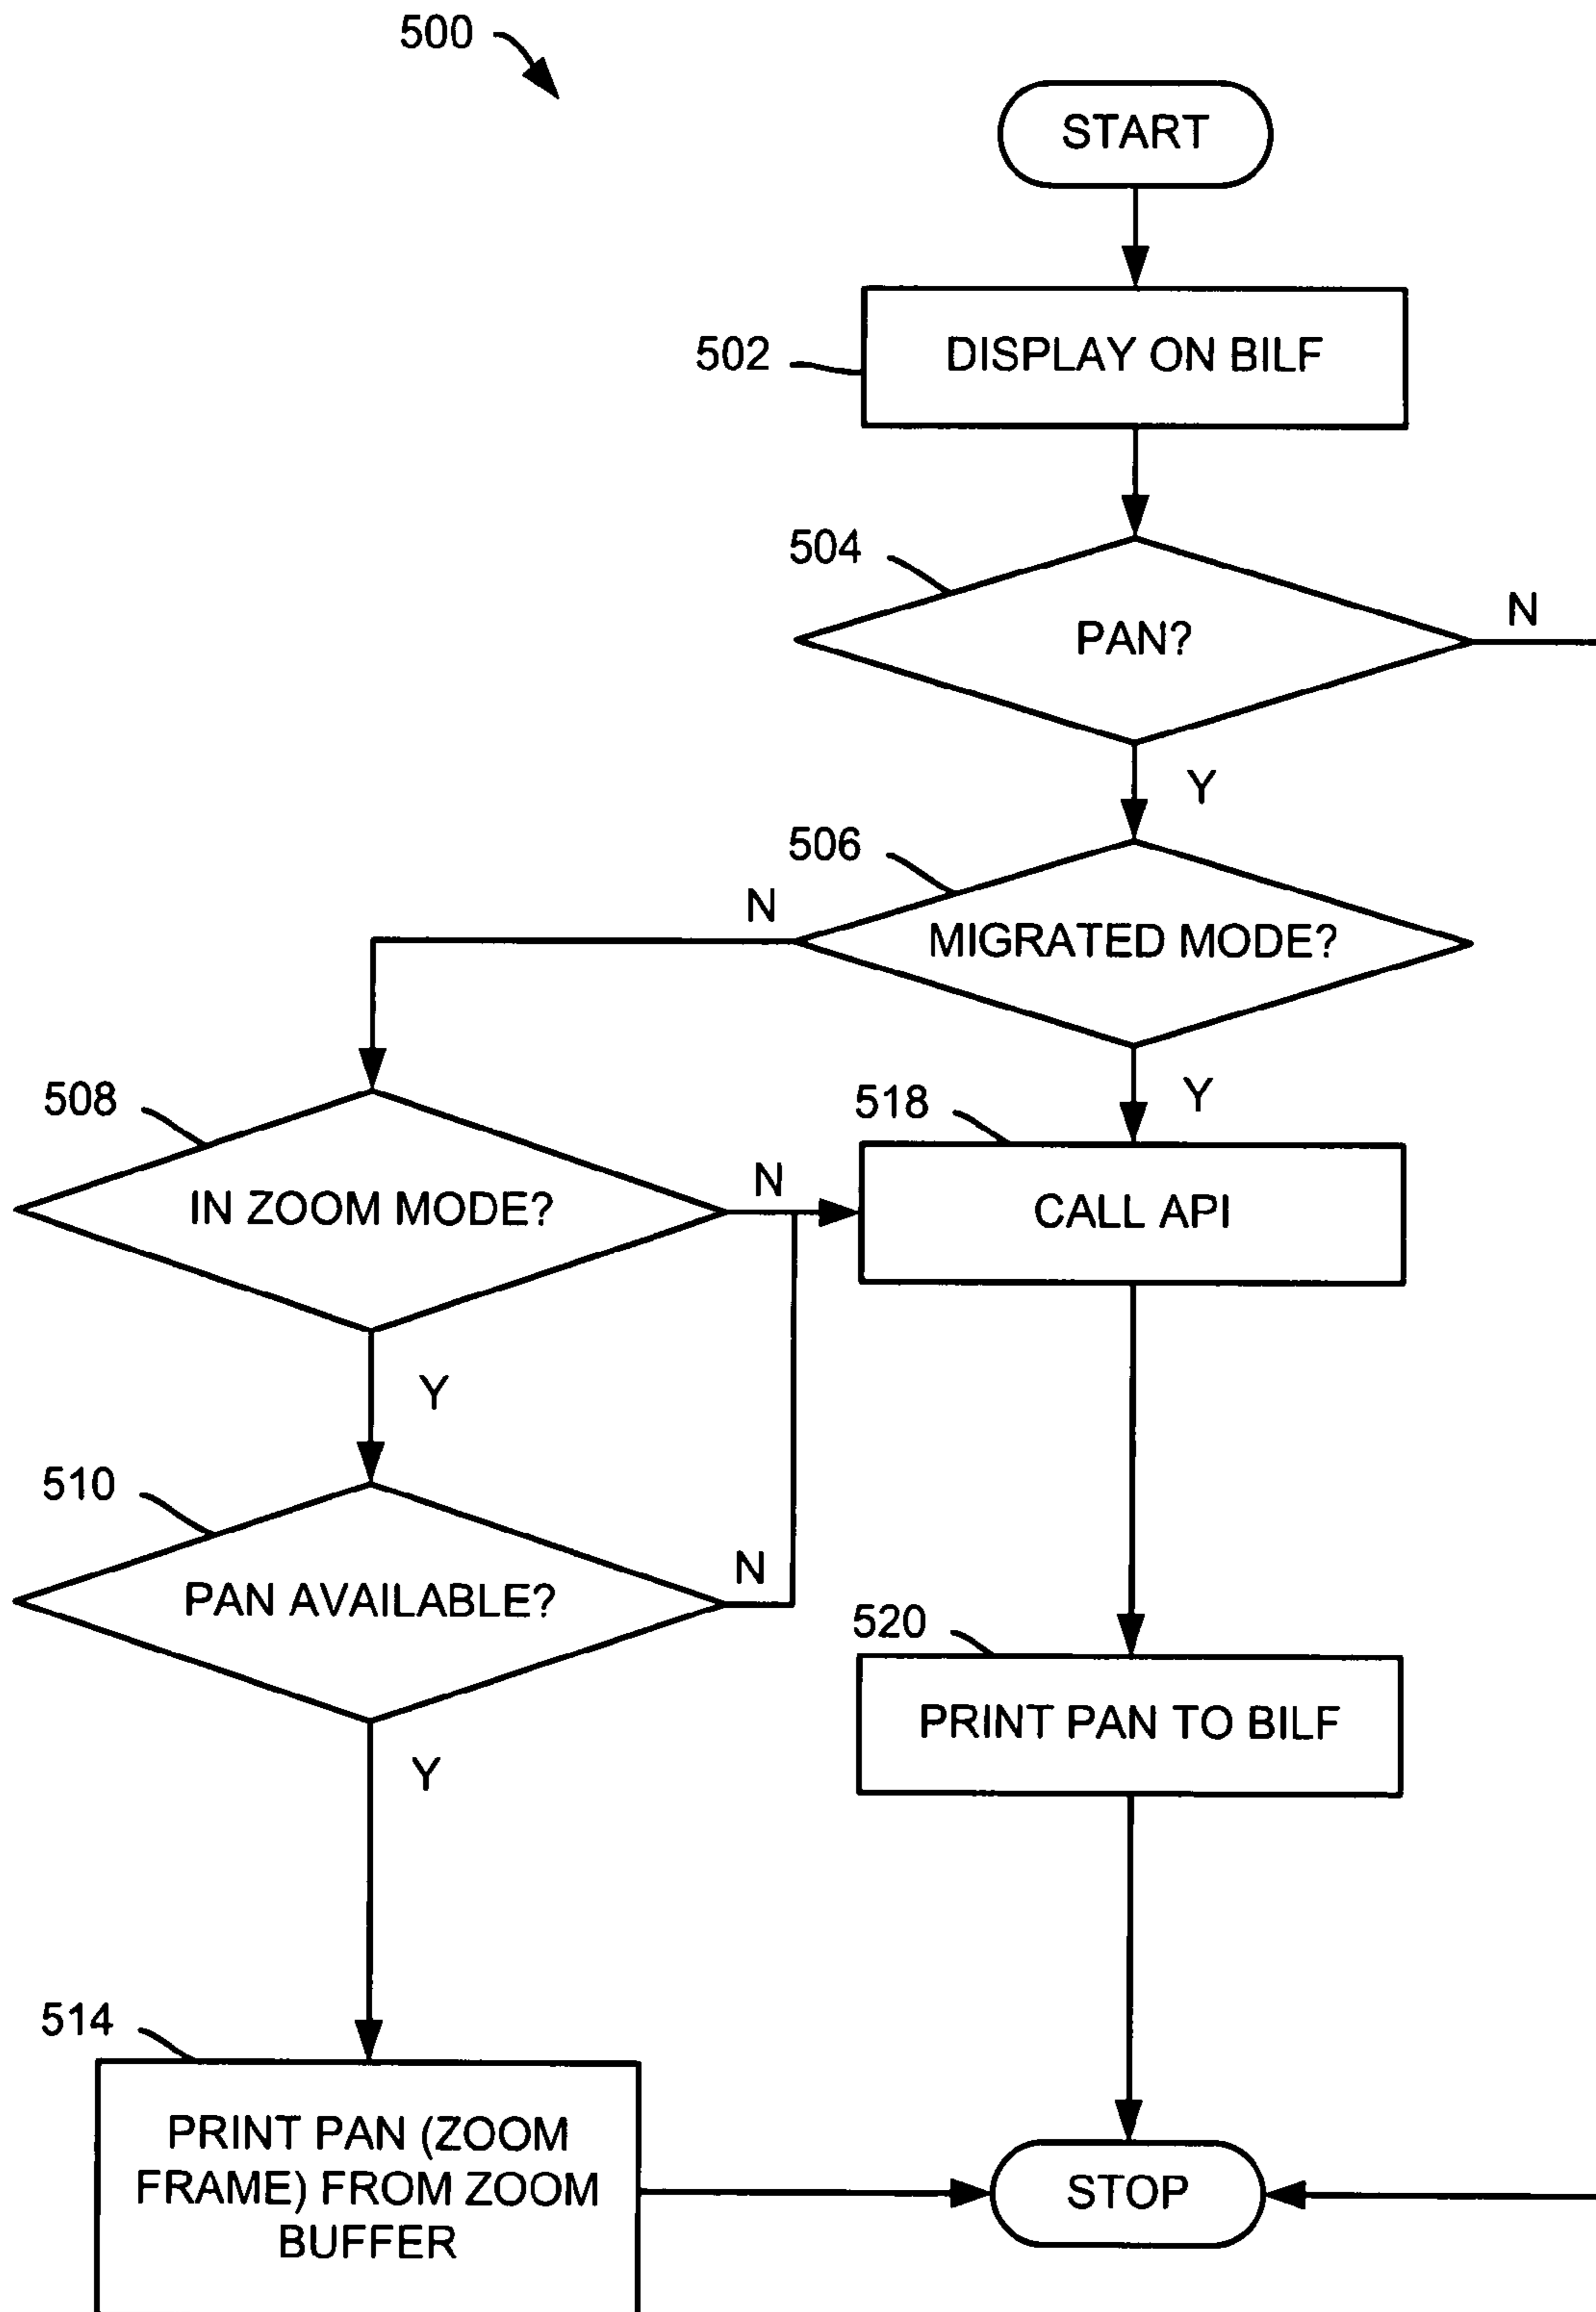 500
START
502
DISPLAY ON BILF
504
PAN?
N
Y
506
N
MIGRATED MODE?
Y
508
518
IN ZOOM MODE?
N
CALL API
Y
510
PAN AVAILABLE?
N
520
PRINT PAN TO BILF
Y
514
PRINT PAN (ZOOM
FRAME) FROM ZOOM
BUFFER
STOP